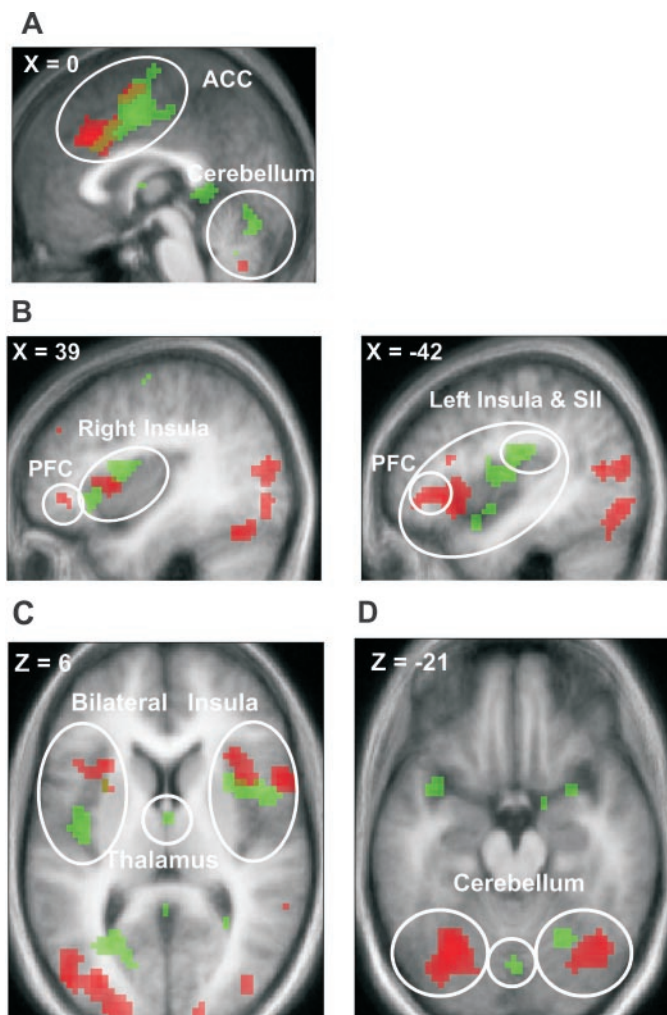 A
X = 0
ACC
Cerebellum
B
X = 39
Right Insula
PFC
X = -42
Left Insula & SII
PFC
C
Z = 6
Bilateral Insula
Thalamus
D
Z = -21
Cerebellum